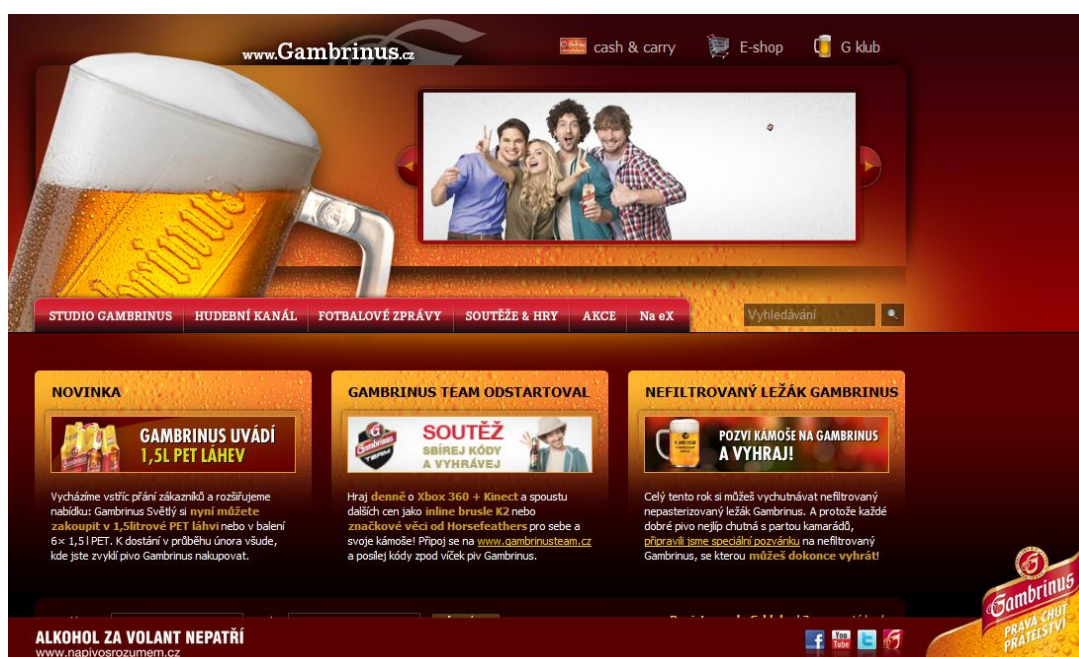 www.Gambrinus.cz
cash & carry
E-shop
G klub
Gambrinus
STUDIO GAMBRINUS
HUDEBNÍ KANÁL
FOTBALOVÉ ZPRÁVY
SOUTĚŽE & HRY
AKCE
Na eX
Vyhledávání
NOVINKA
GAMBRINUS UVÁDÍ
1,5L PET LÁHEV
Vycházíme vstříc přání zákazníků a rozšiřujeme
nabídku: Gambrinus Světlý si nyní můžete
zakoupit v 1,5litrové PET láhvi nebo v balení
6× 1,5 l PET. K dostání v průběhu února všude,
kde jste zvyklí pivo Gambrinus nakupovat.
GAMBRINUS TEAM ODSTARTOVAL
Gambrinus
TEAM
SOUTĚŽ
SBÍREJ KÓDY
A VYHRÁVEJ
Hraj denně o Xbox 360 + Kinect a spoustu
dalších cen jako inline brusle K2 nebo
značkové věci od Horsefeathers pro sebe a
svoje kámoše! Připoj se na www.gambrinusteam.cz
a posílej kódy zpod víček piv Gambrinus.
NEFILTROVANÝ LEŽÁK GAMBRINUS
POZVI KÁMOŠE NA GAMBRINUS
A VYHRAJ!
Celý tento rok si můžeš vychutnávat nefiltrovaný
nepasterizovaný ležák Gambrinus. A protože každé
dobré pivo nejlíp chutná s partou kamarádů,
připravili jsme speciální pozvánku na nefiltrovaný
Gambrinus, se kterou můžeš dokonce vyhrát!
ALKOHOL ZA VOLANT NEPATŘÍ
www.napivosrozumem.cz
You
Tube
Gambrinus
PRAVÁ CHUŤ
PŘÁTELSTVÍ